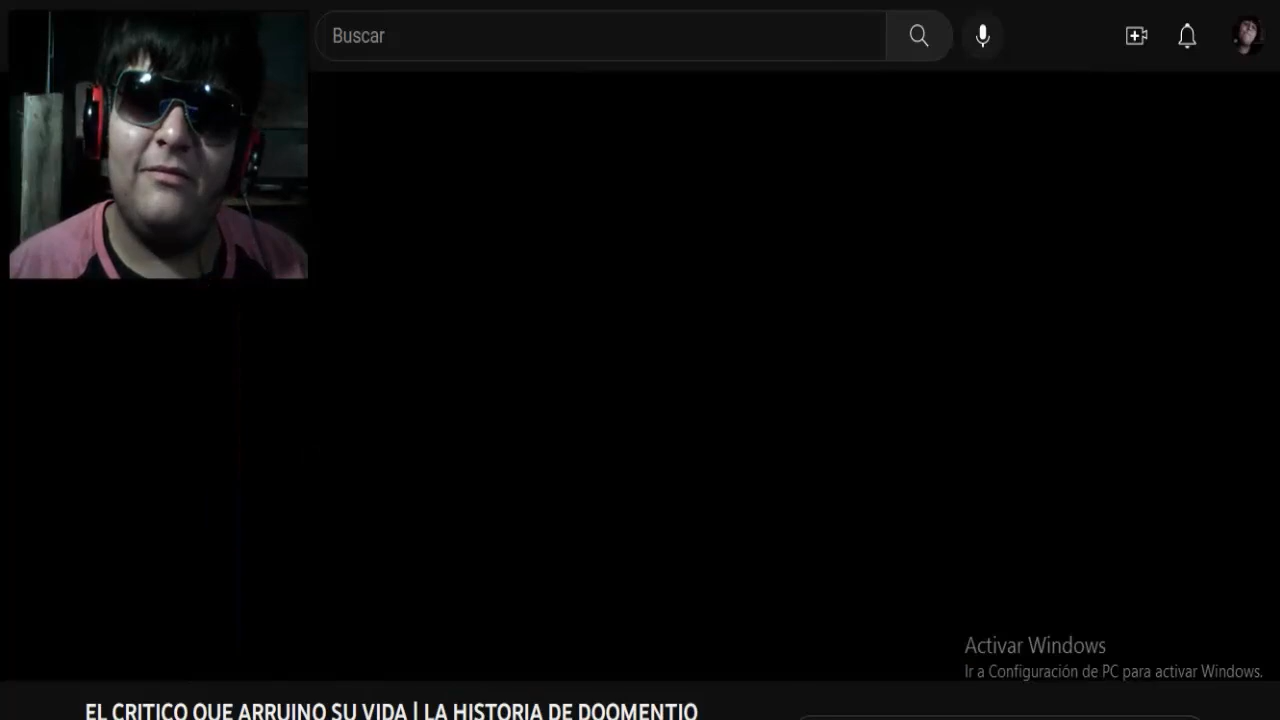 Buscar
Activar Windows
Ir a Configuración de PC para activar Windows.
EL CRITICO QUE ARRUINO SU VIDA | LA HISTORIA DE DOOMENTIO